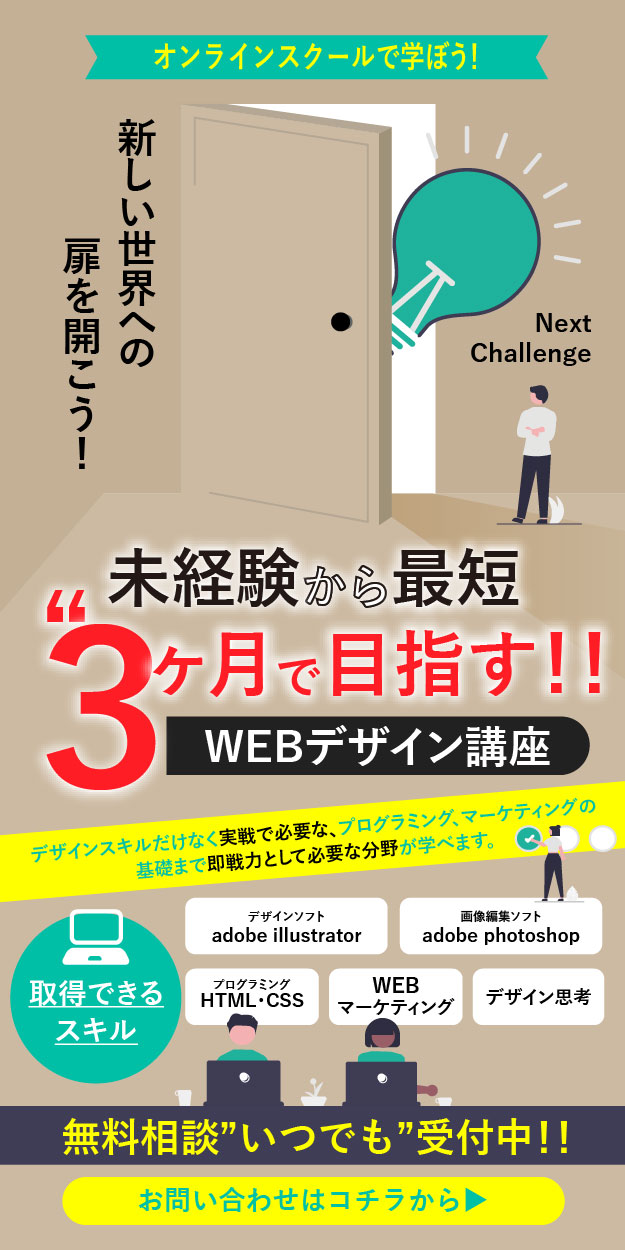 オンラインスクールで学ぼう!
新しい世界への
扉を開こう!
Next
Challenge
未経験から最短
“3ヶ月で目指す!!
WEBデザイン講座
デザインスキルだけなく実戦で必要な、プログラミング、マーケティングの
基礎まで即戦力として必要な分野が学べます。
取得できる
スキル
デザインソフト
adobe illustrator
画像編集ソフト
adobe photoshop
プログラミング
HTML・CSS
WEB
マーケティング
デザイン思考
無料相談”いつでも”受付中!!
お問い合わせはコチラから▶